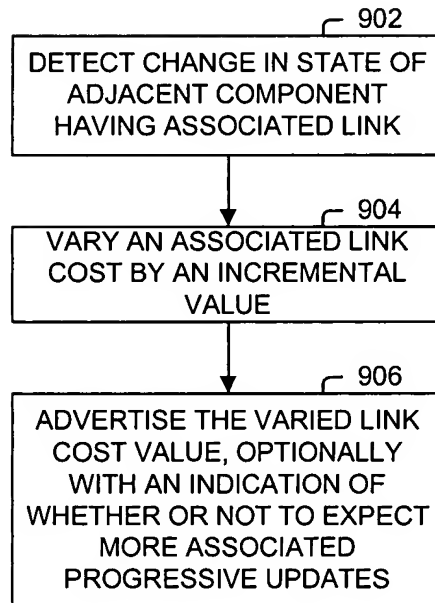 902
DETECT CHANGE IN STATE OF
ADJACENT COMPONENT
HAVING ASSOCIATED LINK
904
VARY AN ASSOCIATED LINK
COST BY AN INCREMENTAL
VALUE
906
ADVERTISE THE VARIED LINK
COST VALUE, OPTIONALLY
WITH AN INDICATION OF
WHETHER OR NOT TO EXPECT
MORE ASSOCIATED
PROGRESSIVE UPDATES